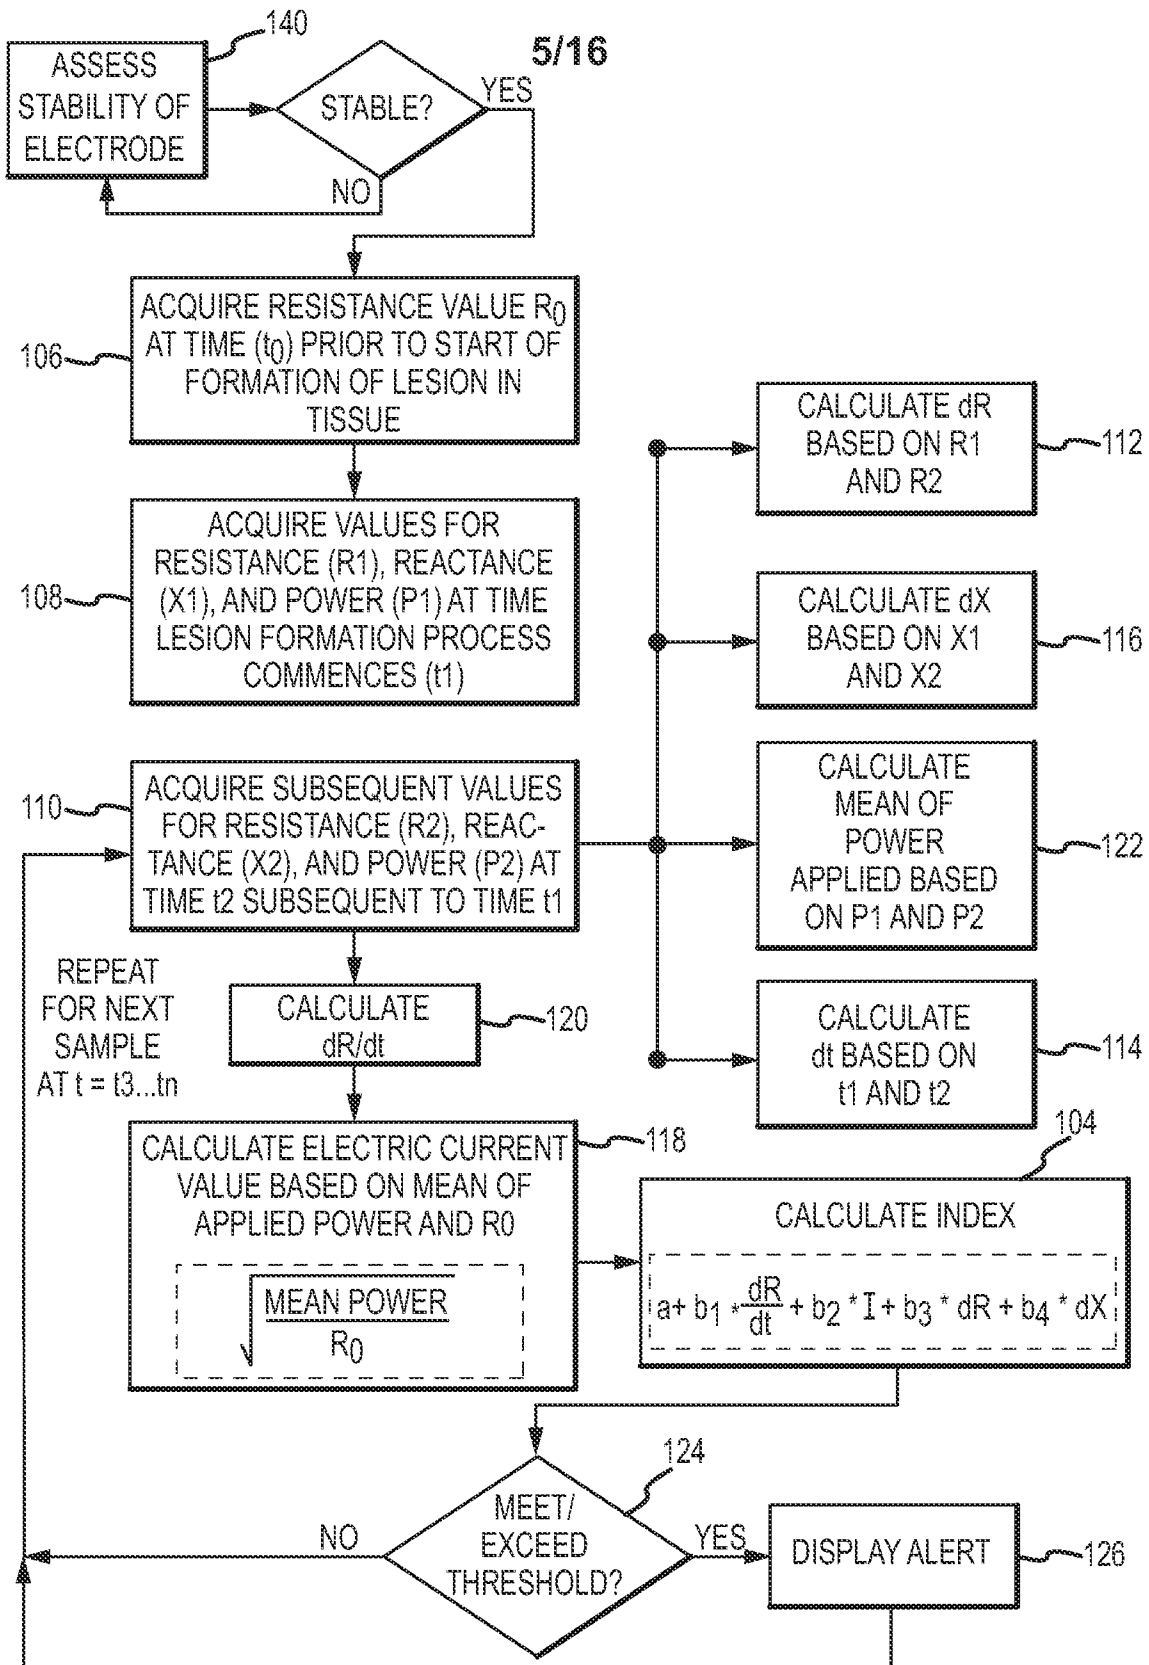 5/16
140
ASSESS
STABILITY OF
ELECTRODE
STABLE?
YES
NO
106
ACQUIRE RESISTANCE VALUE R0
AT TIME (t0) PRIOR TO START OF
FORMATION OF LESION IN
TISSUE
108
ACQUIRE VALUES FOR
RESISTANCE (R1), REACTANCE
(X1), AND POWER (P1) AT TIME
LESION FORMATION PROCESS
COMMENCES (t1)
110
ACQUIRE SUBSEQUENT VALUES
FOR RESISTANCE (R2), REAC-
TANCE (X2), AND POWER (P2) AT
TIME t2 SUBSEQUENT TO TIME t1
CALCULATE dR
BASED ON R1
AND R2
112
CALCULATE dX
BASED ON X1
AND X2
116
CALCULATE
MEAN OF
POWER
APPLIED BASED
ON P1 AND P2
122
CALCULATE
dt BASED ON
t1 AND t2
114
REPEAT
FOR NEXT
SAMPLE
AT t = t3...tn
CALCULATE
dR/dt
120
CALCULATE ELECTRIC CURRENT
VALUE BASED ON MEAN OF
APPLIED POWER AND R0
√
MEAN POWER
R0
118
104
CALCULATE INDEX
a+ b1 * dR/dt + b2 * I + b3 * dR + b4 * dX
124
MEET/
EXCEED
THRESHOLD?
NO
YES
DISPLAY ALERT
126